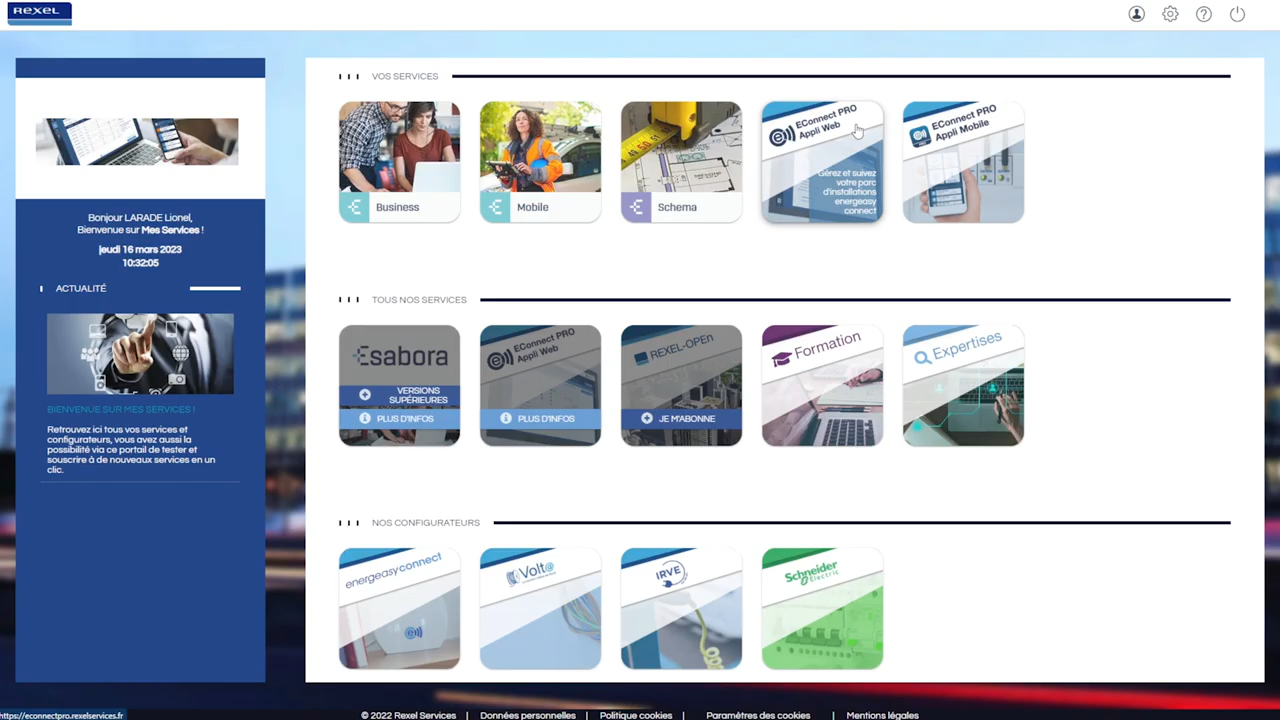 REXEL
VOS SERVICES
Business
Mobile
Schema
EConnect PRO
Appli Web
Gérez et suivez
votre parc
d'installations
energeasy
connect
EConnect PRO
Appli Mobile
Bonjour LARADE Lionel,
Bienvenue sur Mes Services !
jeudi 16 mars 2023
10:32:05
ACTUALITÉ
BIENVENUE SUR MES SERVICES !
Retrouvez ici tous vos services et
configurateurs, vous avez aussi la
possibilité via ce portail de tester et
souscrire à de nouveaux services en un
clic.
TOUS NOS SERVICES
Esabora
VERSIONS
SUPÉRIEURES
PLUS D'INFOS
EConnect PRO
Appli Web
PLUS D'INFOS
REXEL-OPEn
JE M'ABONNE
Formation
Expertises
NOS CONFIGURATEURS
energeasyconnect
Volt@
IRVE
Schneider
Electric
https://econnectpro.rexelservices.fr
© 2022 Rexel Services | Données personnelles | Politique cookies | Paramètres des cookies | Mentions légales